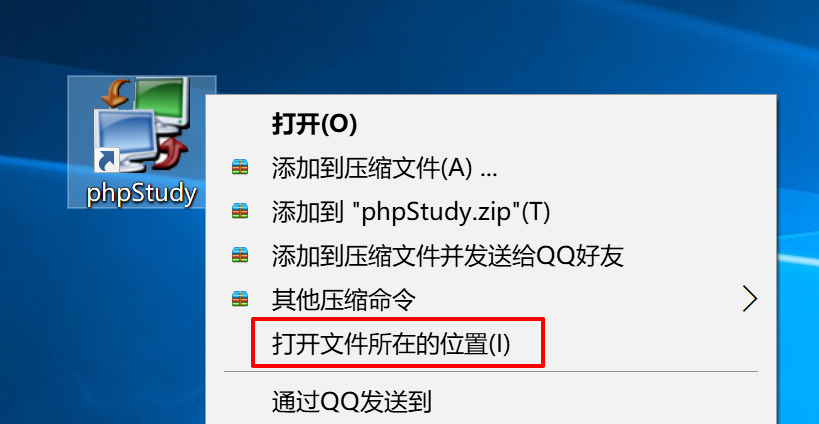 phpStudy
打开(O)
添加到压缩文件(A) ...
添加到 "phpStudy.zip"(T)
添加到压缩文件并发送给QQ好友
其他压缩命令
打开文件所在的位置(I)
通过QQ发送到